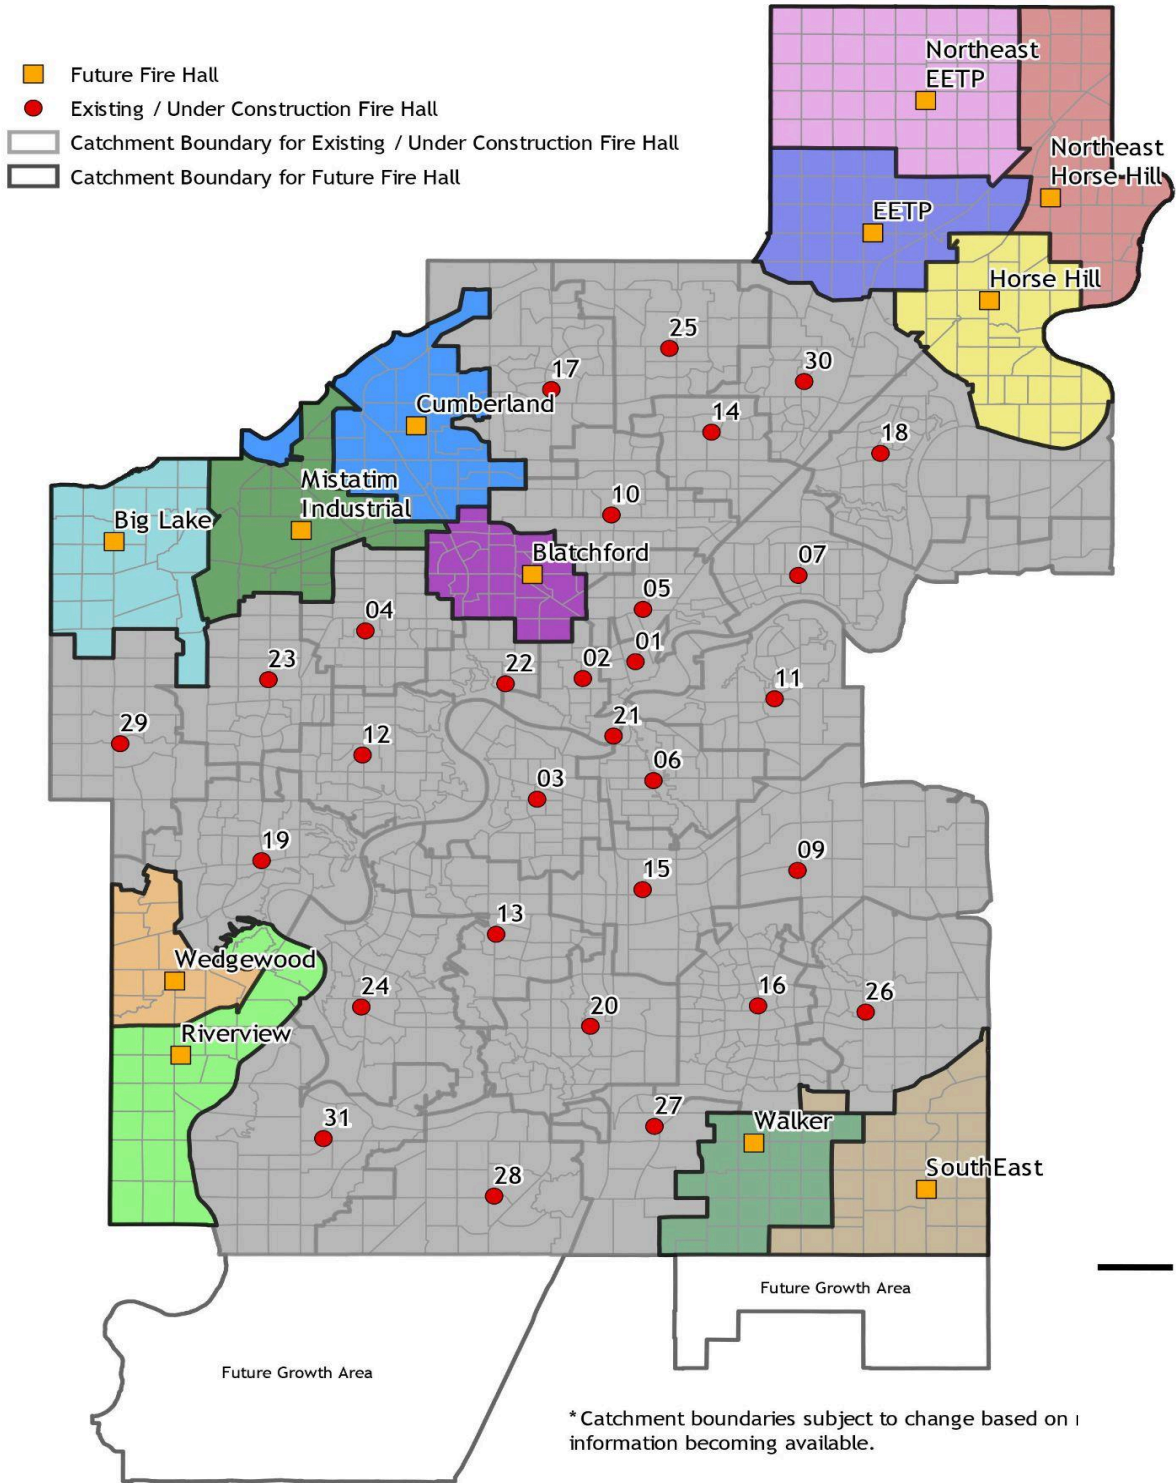 Future Fire Hall
Existing / Under Construction Fire Hall
Catchment Boundary for Existing / Under Construction Fire Hall
Catchment Boundary for Future Fire Hall
Northeast
EETP
Northeast
Horse Hill
EETP
Horse Hill
25
30
17
14
Cumberland
18
Mistatim
Industrial
10
Big Lake
Blatchford
07
05
04
01
02
22
23
11
29
21
12
06
03
19
09
15
13
Wedgewood
24
16
26
20
Riverview
31
27
Walker
28
SouthEast
Future Growth Area
Future Growth Area
* Catchment boundaries subject to change based on
information becoming available.